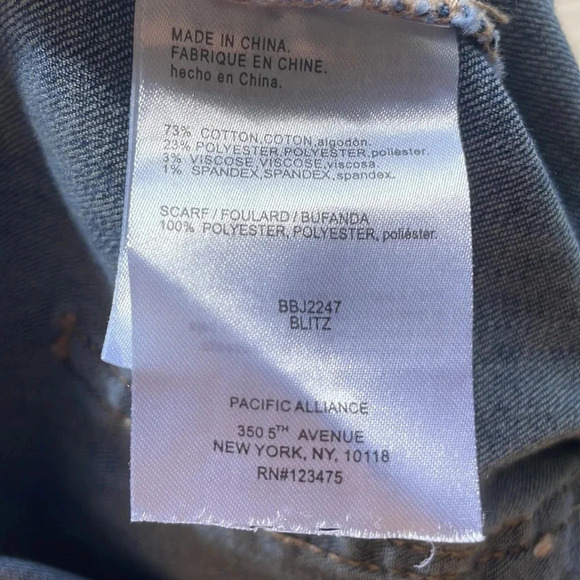 MADE IN CHINA.
FABRIQUE EN CHINE.
hecho en China.
73% COTTON,COTON,algodón.
23% POLYESTER,POLYESTER,poliéster.
3% VISCOSE,VISCOSE,viscosa.
1% SPANDEX,SPANDEX,spandex.
SCARF / FOULARD / BUFANDA
100% POLYESTER, POLYESTER, poliéster.
BBJ2247
BLITZ
PACIFIC ALLIANCE
350 5TH AVENUE
NEW YORK, NY, 10118
RN#123475